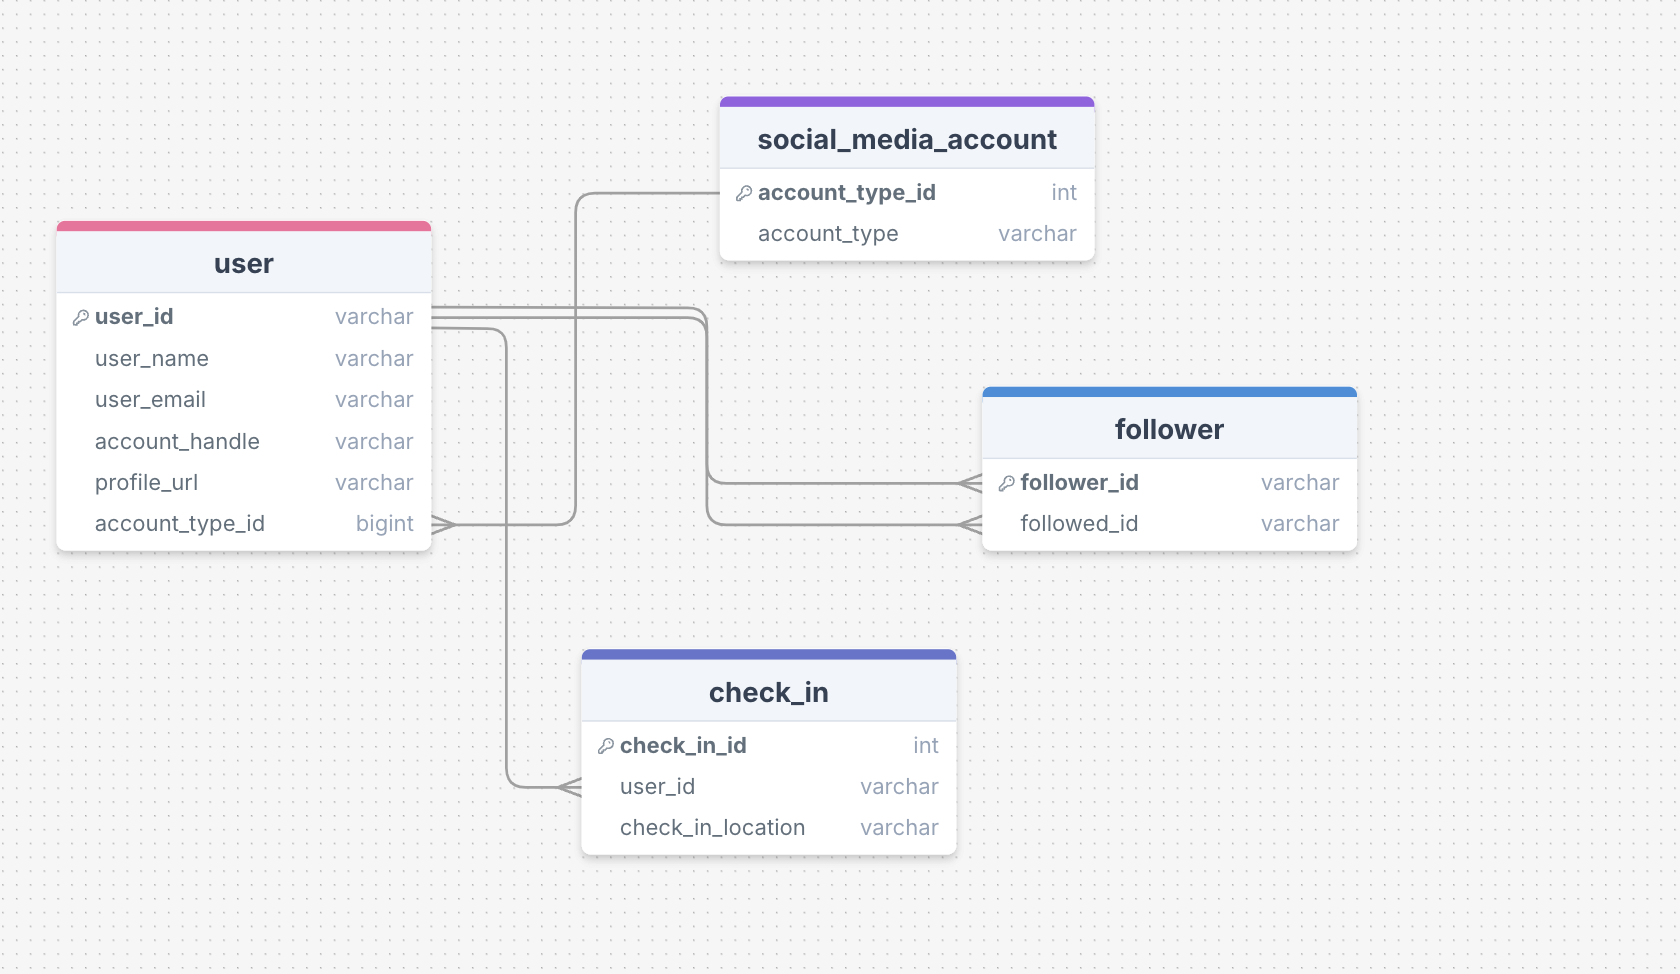 social_media_account
account_type_id int
account_type varchar
user
user_id varchar
user_name varchar
user_email varchar
account_handle varchar
profile_url varchar
account_type_id bigint
follower
follower_id varchar
followed_id varchar
check_in
check_in_id int
user_id varchar
check_in_location varchar